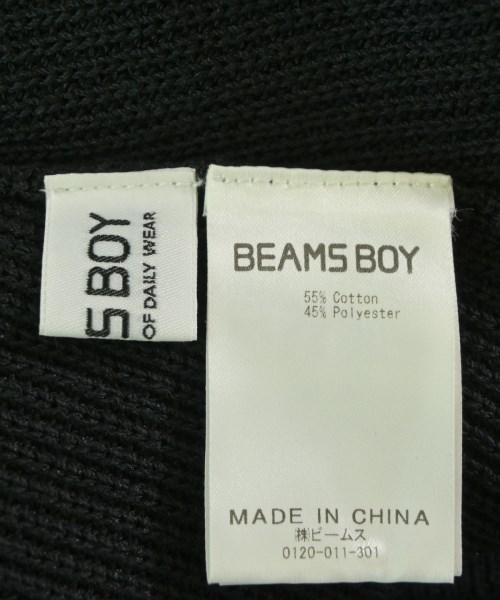 S BOY
OF DAILY WEAR
BEAMS BOY
55% Cotton
45% Polyester
MADE IN CHINA
㈱ビームス
0120-011-301